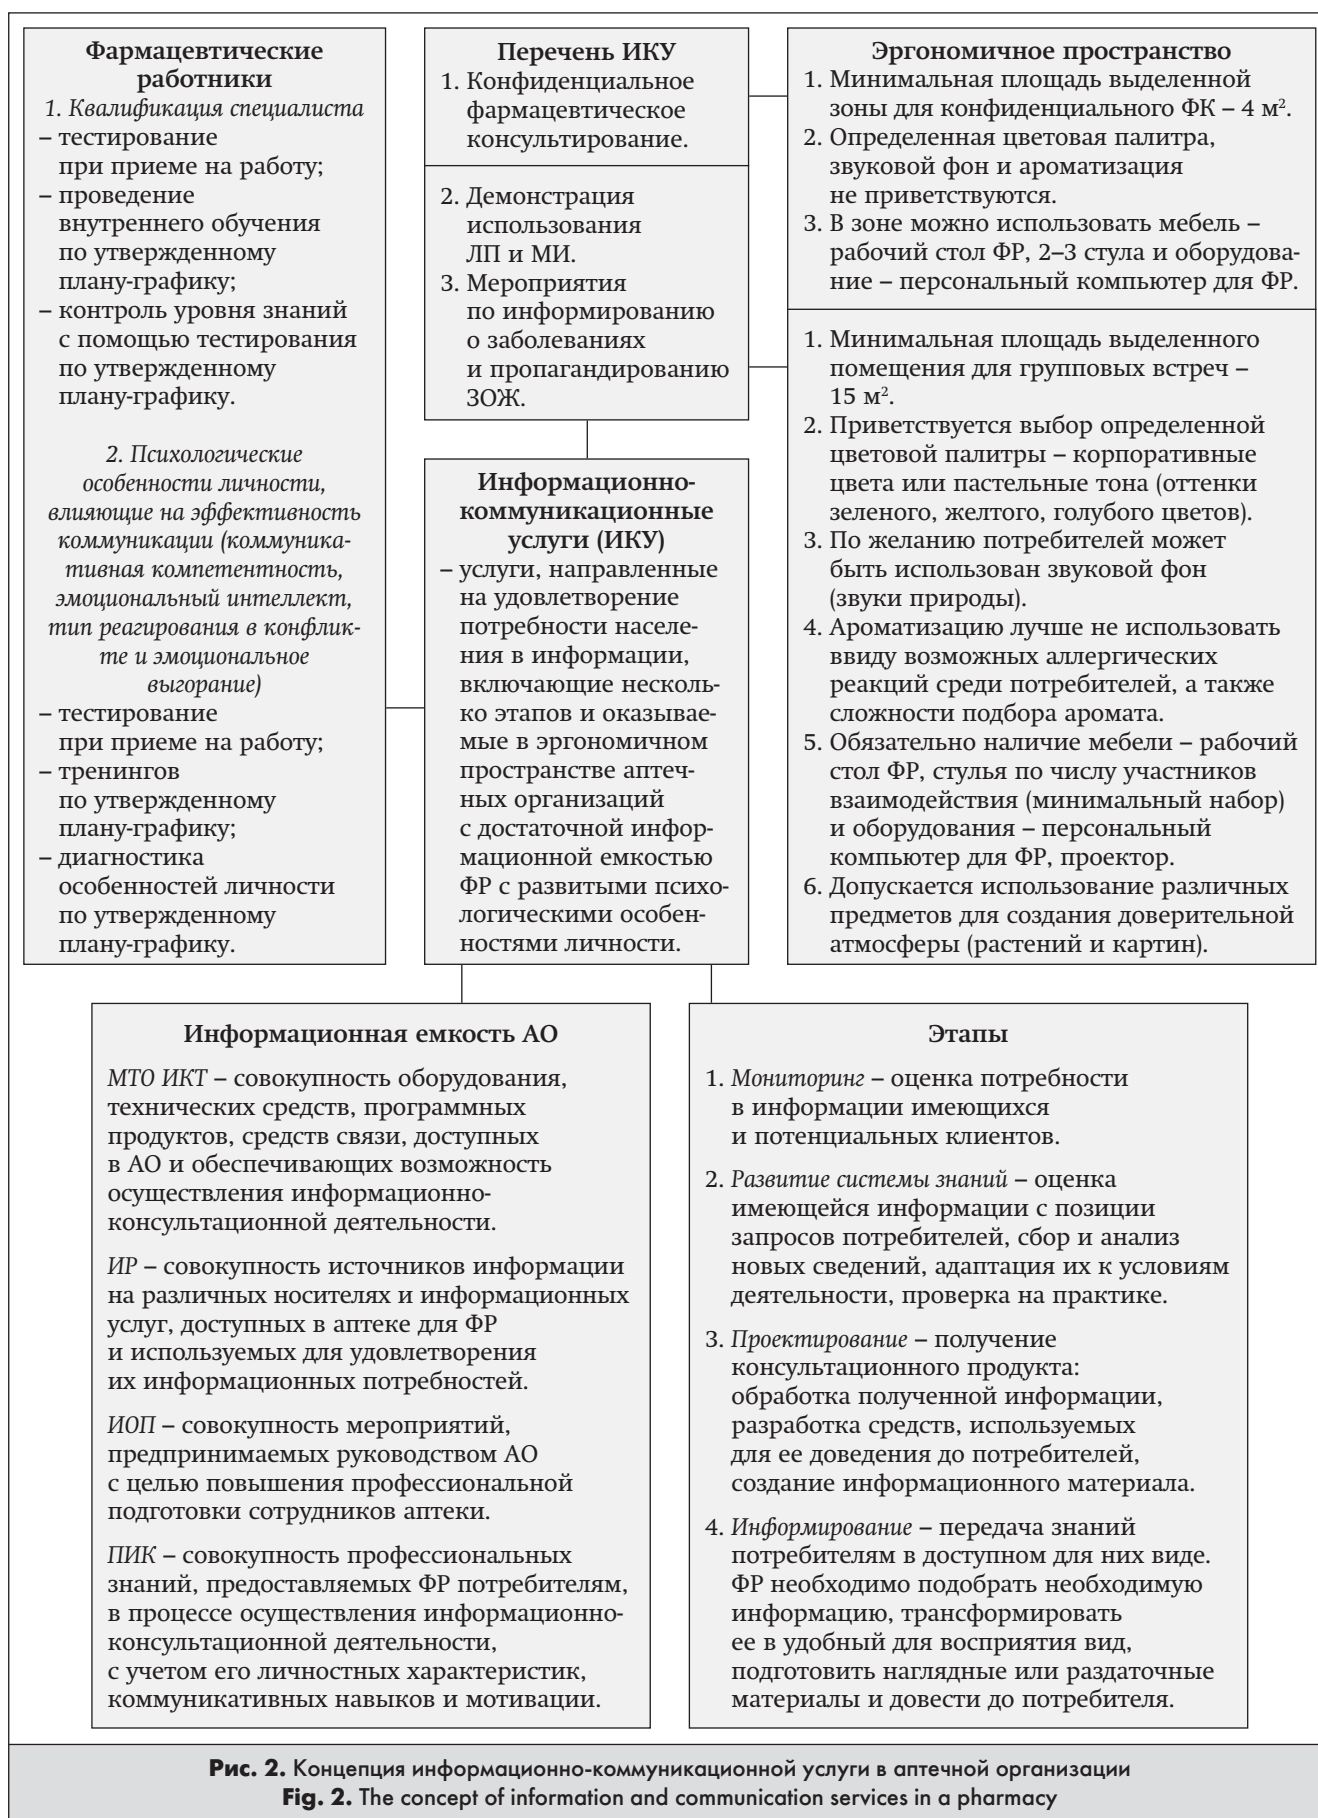 Фармацевтические
работники
1. Квалификация специалиста
– тестирование
при приеме на работу;
– проведение
внутреннего обучения
по утвержденному
плану-графику;
– контроль уровня знаний
с помощью тестирования
по утвержденному
плану-графику.
2. Психологические
особенности личности,
влияющие на эффективность
коммуникации (коммуника-
тивная компетентность,
эмоциональный интеллект,
тип реагирования в конфлик-
те и эмоциональное
выгорание)
– тестирование
при приеме на работу;
– тренингов
по утвержденному
плану-графику;
– диагностика
особенностей личности
по утвержденному
плану-графику.
Перечень ИКУ
1. Конфиденциальное
фармацевтическое
консультирование.
2. Демонстрация
использования
ЛП и МИ.
3. Мероприятия
по информированию
о заболеваниях
и пропагандированию
ЗОЖ.
Информационно-
коммуникационные
услуги (ИКУ)
– услуги, направленные
на удовлетворение
потребности населе-
ния в информации,
включающие несколь-
ко этапов и оказывае-
мые в эргономичном
пространстве аптеч-
ных организаций
с достаточной инфор-
мационной емкостью
ФР с развитыми психо-
логическими особен-
ностями личности.
Эргономичное пространство
1. Минимальная площадь выделенной
зоны для конфиденциального ФК – 4 м².
2. Определенная цветовая палитра,
звуковой фон и ароматизация
не приветствуются.
3. В зоне можно использовать мебель –
рабочий стол ФР, 2–3 стула и оборудова-
ние – персональный компьютер для ФР.
1. Минимальная площадь выделенного
помещения для групповых встреч –
15 м².
2. Приветствуется выбор определенной
цветовой палитры – корпоративные
цвета или пастельные тона (оттенки
зеленого, желтого, голубого цветов).
3. По желанию потребителей может
быть использован звуковой фон
(звуки природы).
4. Ароматизацию лучше не использовать
ввиду возможных аллергических
реакций среди потребителей, а также
сложности подбора аромата.
5. Обязательно наличие мебели – рабочий
стол ФР, стулья по числу участников
взаимодействия (минимальный набор)
и оборудования – персональный
компьютер для ФР, проектор.
6. Допускается использование различных
предметов для создания доверительной
атмосферы (растений и картин).
Информационная емкость АО
МТО ИКТ – совокупность оборудования,
технических средств, программных
продуктов, средств связи, доступных
в АО и обеспечивающих возможность
осуществления информационно-
консультационной деятельности.
ИР – совокупность источников информации
на различных носителях и информационных
услуг, доступных в аптеке для ФР
и используемых для удовлетворения
их информационных потребностей.
ИОП – совокупность мероприятий,
предпринимаемых руководством АО
с целью повышения профессиональной
подготовки сотрудников аптеки.
ПИК – совокупность профессиональных
знаний, предоставляемых ФР потребителям,
в процессе осуществления информационно-
консультационной деятельности,
с учетом его личностных характеристик,
коммуникативных навыков и мотивации.
Этапы
1. Мониторинг – оценка потребности
в информации имеющихся
и потенциальных клиентов.
2. Развитие системы знаний – оценка
имеющейся информации с позиции
запросов потребителей, сбор и анализ
новых сведений, адаптация их к условиям
деятельности, проверка на практике.
3. Проектирование – получение
консультационного продукта:
обработка полученной информации,
разработка средств, используемых
для ее доведения до потребителей,
создание информационного материала.
4. Информирование – передача знаний
потребителям в доступном для них виде.
ФР необходимо подобрать необходимую
информацию, трансформировать
ее в удобный для восприятия вид,
подготовить наглядные или раздаточные
материалы и довести до потребителя.
Рис. 2. Концепция информационно-коммуникационной услуги в аптечной организации
Fig. 2. The concept of information and communication services in a pharmacy